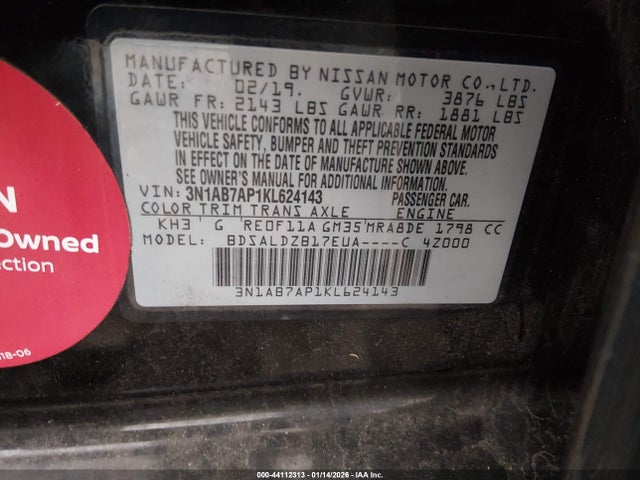 MANUFACTURED BY NISSAN MOTOR CO.,LTD.
DATE: 02/19. GVWR: 3876 LBS
GAWR FR: 2143 LBS GAWR RR: 1881 LBS
THIS VEHICLE CONFORMS TO ALL APPLICABLE FEDERAL MOTOR
VEHICLE SAFETY, BUMPER AND THEFT PREVENTION STANDARDS
IN EFFECT ON THE DATE OF MANUFACTURE SHOWN ABOVE.
SEE OWNER'S MANUAL FOR ADDITIONAL INFORMATION.
VIN: 3N1AB7AP1KL624143 PASSENGER CAR.
COLOR TRIM TRANS AXLE ENGINE
KH3 G RE0F11A GM35 MRA8DE 1798 CC
MODEL: BDSALDZB17EUA----C 4Z000
3N1AB7AP1KL624143
N
Owned
ection
18-06
000-44112313 - 01/14/2026 - IAA Inc.